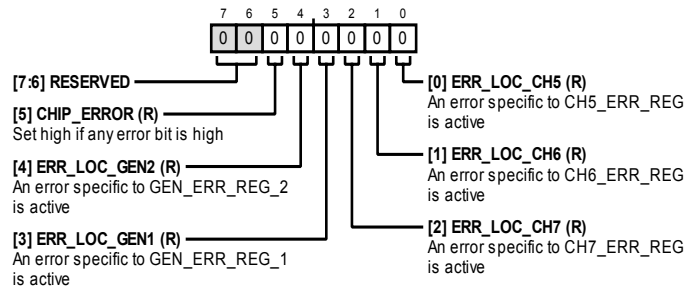 7 6 5 4 3 2 1 0
0 0 0 0 0 0 0 0
[7:6] RESERVED
[5] CHIP_ERROR (R)
Set high if any error bit is high
[4] ERR_LOC_GEN2 (R)
An error specific to GEN_ERR_REG_2
is active
[3] ERR_LOC_GEN1 (R)
An error specific to GEN_ERR_REG_1
is active
[0] ERR_LOC_CH5 (R)
An error specific to CH5_ERR_REG
is active
[1] ERR_LOC_CH6 (R)
An error specific to CH6_ERR_REG
is active
[2] ERR_LOC_CH7 (R)
An error specific to CH7_ERR_REG
is active